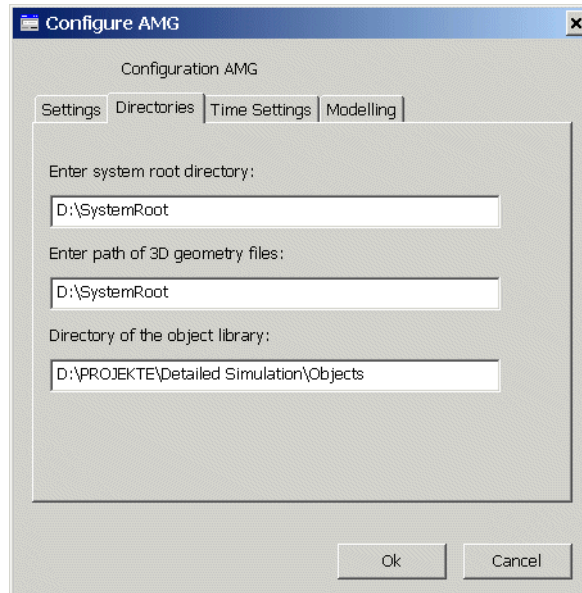 Configure AMG
Configuration AMG
Settings Directories Time Settings Modelling
Enter system root directory:
D:\SystemRoot
Enter path of 3D geometry files:
D:\SystemRoot
Directory of the object library:
D:\PROJEKTE\Detailed Simulation\Objects
Ok Cancel